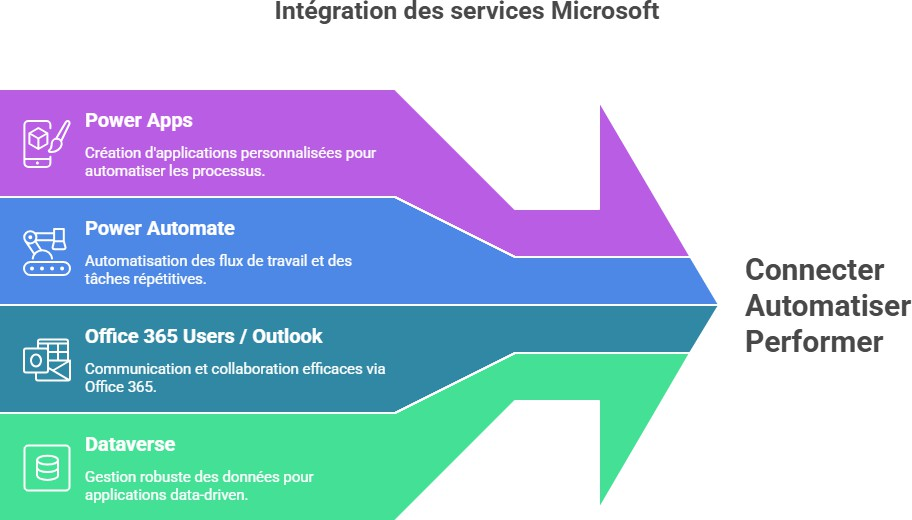 Intégration des services Microsoft
Power Apps
Création d'applications personnalisées pour
automatiser les processus.
Power Automate
Automatisation des flux de travail et des
tâches répétitives.
Office 365 Users / Outlook
Communication et collaboration efficaces via
Office 365.
Dataverse
Gestion robuste des données pour
applications data-driven.
Connecter
Automatiser
Performer